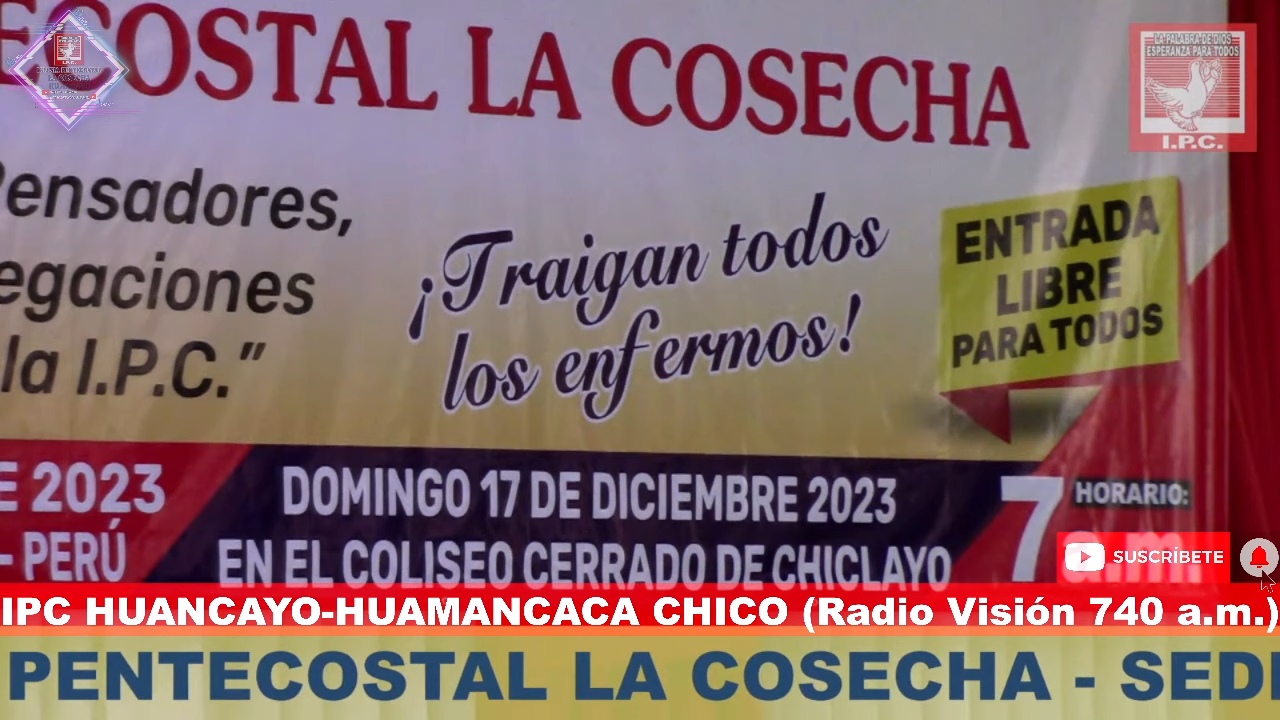 ECOSTAL LA COSECHA
LA PALABRA DE DIOS
ESPERANZA PARA TODOS
I.P.C.
Pensadores,
egaciones
la I.P.C.”
¡Traigan todos
los enfermos!
ENTRADA
LIBRE
PARA TODOS
E 2023
- PERÚ
DOMINGO 17 DE DICIEMBRE 2023
EN EL COLISEO CERRADO DE CHICLAYO
HORARIO:
7 a.m.
SUSCRÍBETE
IPC HUANCAYO-HUAMANCACA CHICO (Radio Visión 740 a.m.)
PENTECOSTAL LA COSECHA - SED